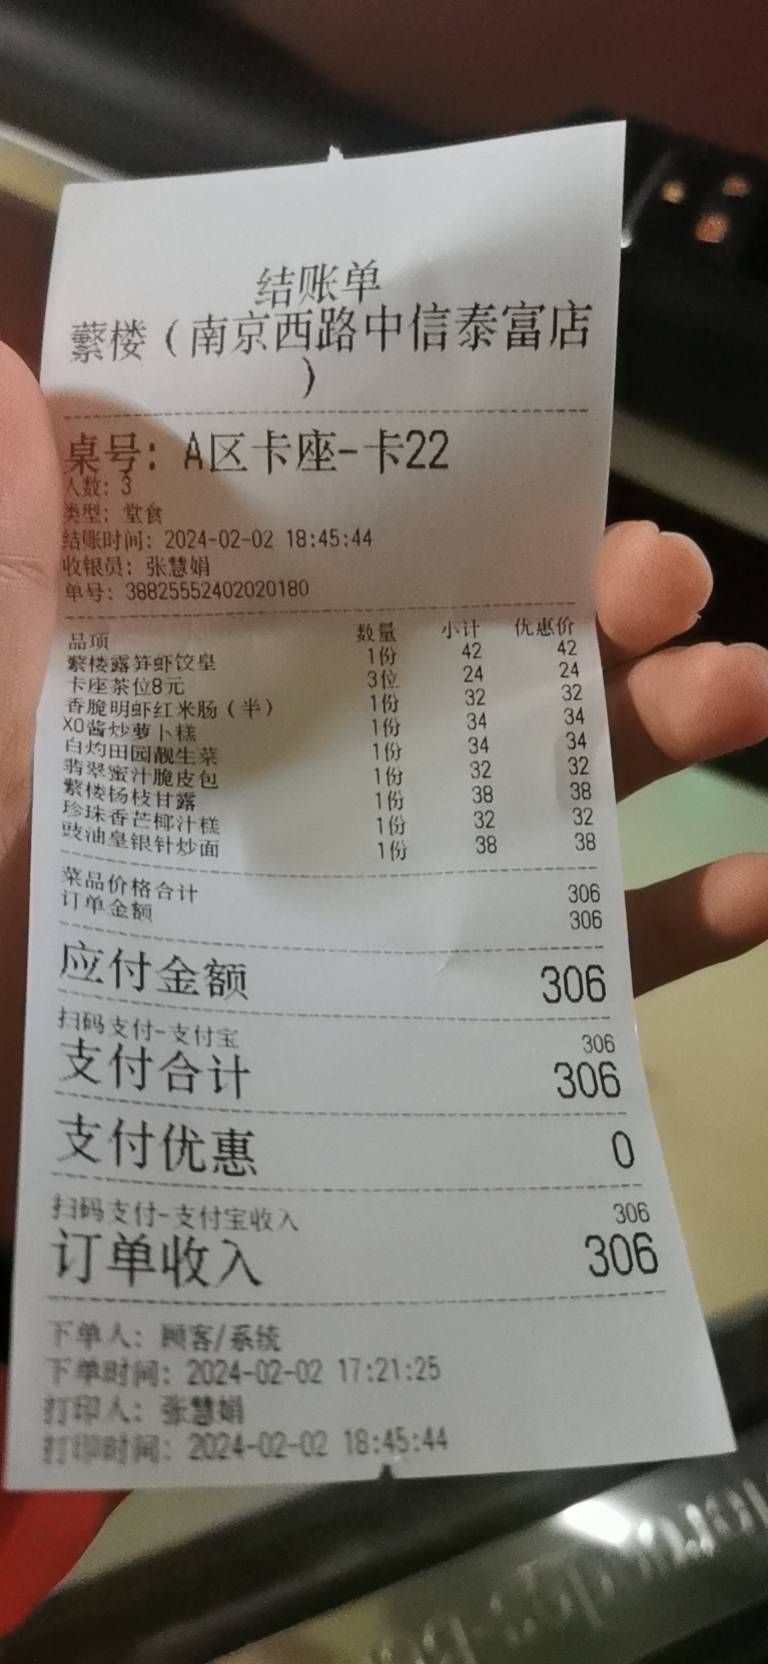 结账单
蘩楼（南京西路中信泰富店
）
桌号: A区卡座-卡22
人数: 3
类型: 堂食
结账时间: 2024-02-02 18:45:44
收银员: 张慧娟
单号: 38825552402020180
品项 数量 小计 优惠价
蘩楼露笋虾饺皇 1份 42 42
卡座茶位8元 3位 24 24
香脆明虾红米肠（半） 1份 32 32
XO酱炒萝卜糕 1份 34 34
白灼田园靓生菜 1份 34 34
翡翠蜜汁脆皮包 1份 32 32
蘩楼杨枝甘露 1份 38 38
珍珠香芒椰汁糕 1份 32 32
豉油皇银针炒面 1份 38 38
菜品价格合计 306
订单金额 306
应付金额 306
扫码支付-支付宝 306
支付合计 306
支付优惠 0
扫码支付-支付宝收入 306
订单收入 306
下单人: 顾客/系统
下单时间: 2024-02-02 17:21:25
打印人: 张慧娟
打印时间: 2024-02-02 18:45:44